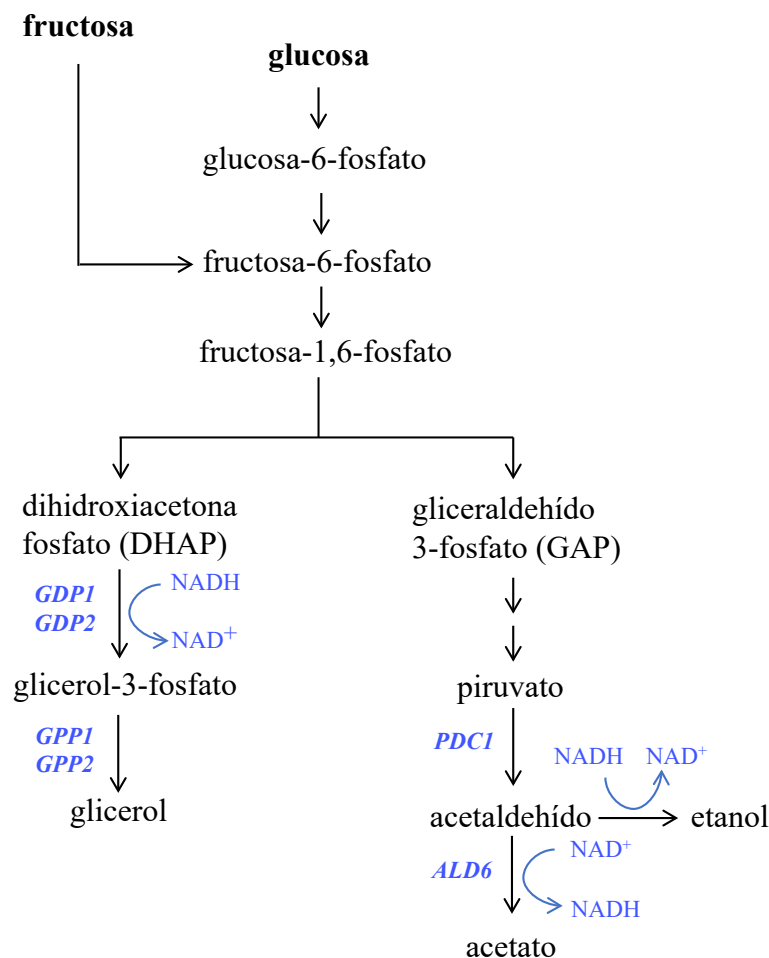 fructosa
glucosa
glucosa-6-fosfato
fructosa-6-fosfato
fructosa-1,6-fosfato
dihidroxiacetona
fosfato (DHAP)
gliceraldehído
3-fosfato (GAP)
GDP1
GDP2
NADH
NAD+
glicerol-3-fosfato
piruvato
GPP1
GPP2
PDC1
NADH
NAD+
glicerol
acetaldehído
etanol
ALD6
NAD+
NADH
acetato